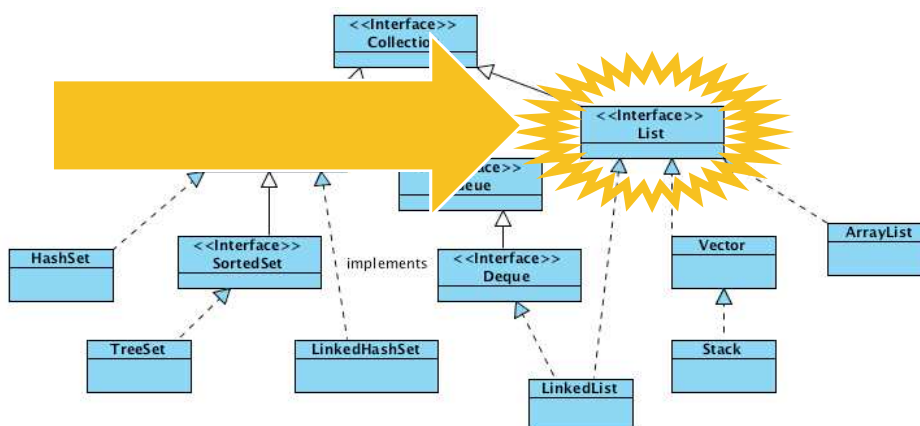 <<Interface>>
Collection
<<Interface>>
List
HashSet
<<Interface>>
SortedSet
implements
<<Interface>>
Deque
Vector
ArrayList
TreeSet
LinkedHashSet
LinkedList
Stack